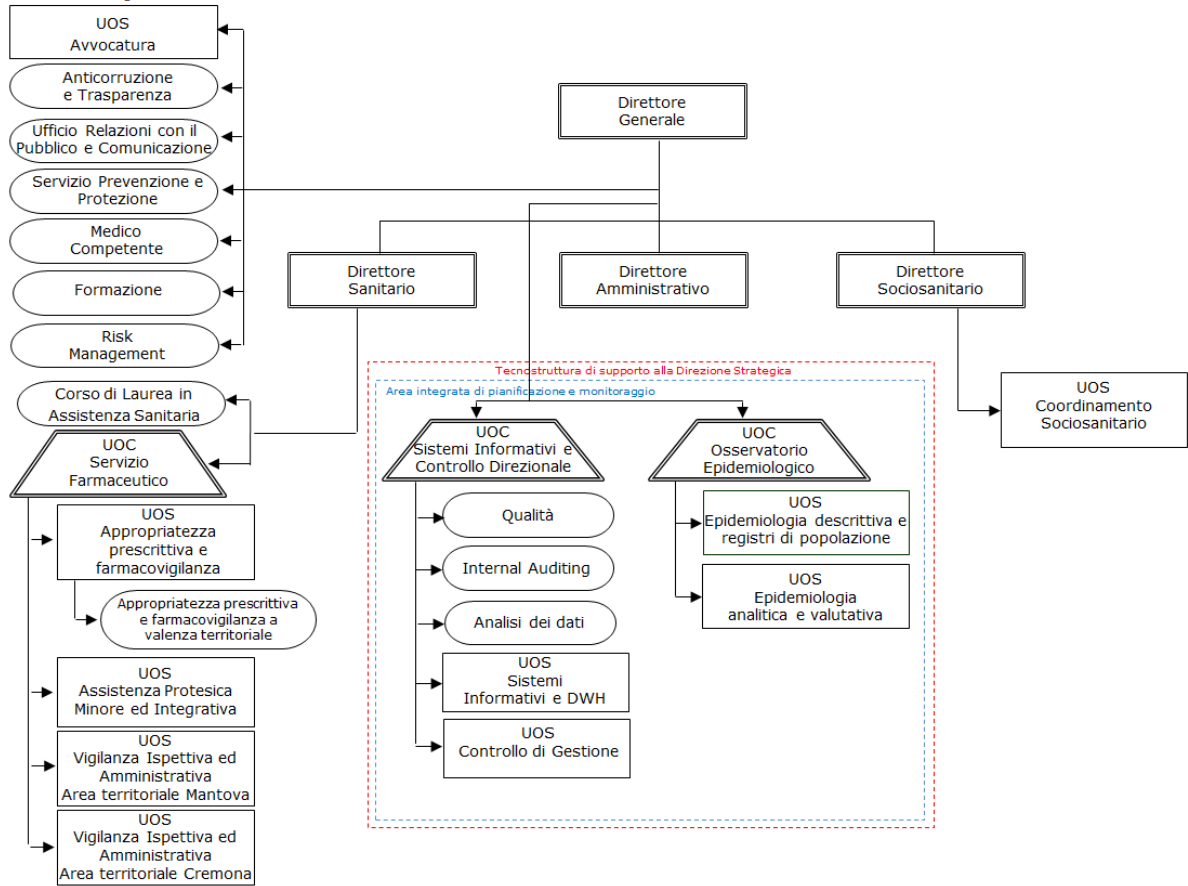 UOS
Avvocatura
Anticorruzione
e Trasparenza
Ufficio Relazioni con il
Pubblico e Comunicazione
Servizio Prevenzione e
Protezione
Medico
Competente
Formazione
Risk
Management
Direttore
Generale
Direttore
Sanitario
Direttore
Amministrativo
Direttore
Sociosanitario
Corso di Laurea in
Assistenza Sanitaria
UOC
Servizio
Farmaceutico
UOS
Appropriatezza
prescrittiva e
farmacovigilanza
Appropriatezza prescrittiva
e farmacovigilanza a
valenza territoriale
UOS
Assistenza Protesica
Minore ed Integrativa
UOS
Vigilanza Ispettiva ed
Amministrativa
Area territoriale Mantova
UOS
Vigilanza Ispettiva ed
Amministrativa
Area territoriale Cremona
Tecnostruttura di supporto alla Direzione Strategica
Area integrata di pianificazione e monitoraggio
UOC
Sistemi Informativi e
Controllo Direzionale
Qualità
Internal Auditing
Analisi dei dati
UOS
Sistemi
Informativi e DWH
UOS
Controllo di Gestione
UOC
Osservatorio
Epidemiologico
UOS
Epidemiologia descrittiva e
registri di popolazione
UOS
Epidemiologia
analitica e valutativa
UOS
Coordinamento
Sociosanitario